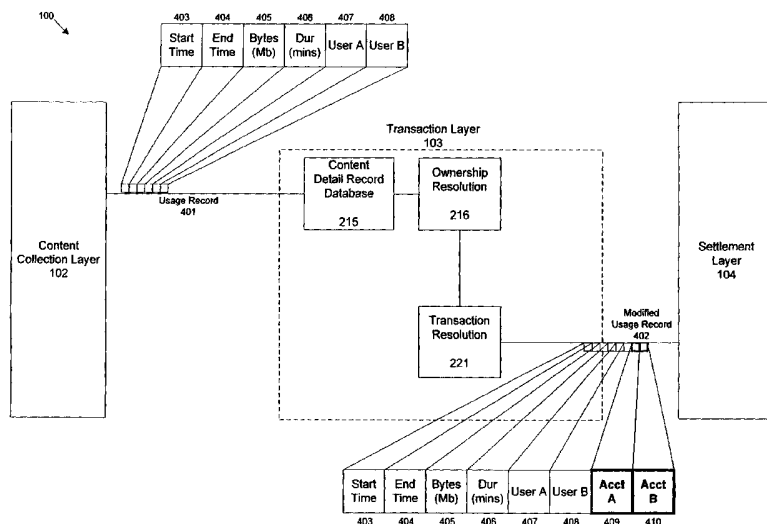 100
403 404 405 406 407 408
Start Time
End Time
Bytes (Mb)
Dur (mins)
User A
User B
Usage Record
401
Content Collection Layer
102
Transaction Layer
103
Content Detail Record Database
215
Ownership Resolution
216
Transaction Resolution
221
Modified Usage Record
402
Settlement Layer
104
Start Time
End Time
Bytes (Mb)
Dur (mins)
User A
User B
Acct A
Acct B
403 404 405 406 407 408 409 410